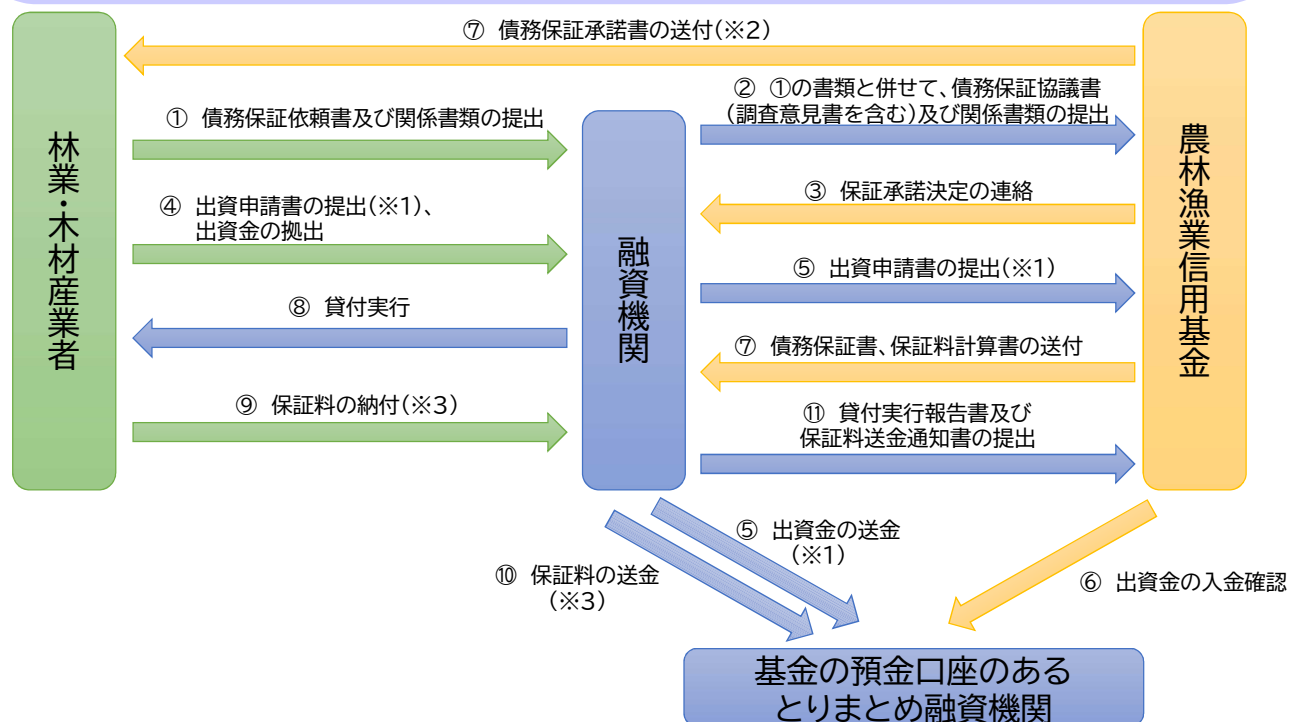 ⑦ 債務保証承諾書の送付(※2)
林業・木材産業者
① 債務保証依頼書及び関係書類の提出
② ①の書類と併せて、債務保証協議書
(調査意見書を含む)及び関係書類の提出
農林漁業信用基金
融資機関
③ 保証承諾決定の連絡
④ 出資申請書の提出(※1)、
出資金の拠出
⑤ 出資申請書の提出(※1)
⑧ 貸付実行
⑦ 債務保証書、保証料計算書の送付
⑨ 保証料の納付(※3)
⑪ 貸付実行報告書及び
保証料送金通知書の提出
⑤ 出資金の送金
(※1)
⑩ 保証料の送金
(※3)
⑥ 出資金の入金確認
基金の預金口座のある
とりまとめ融資機関